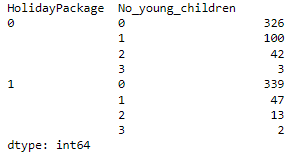 HolidayPackage  No_young_children
0               0                    326
                1                    100
                2                     42
                3                      3
1               0                    339
                1                     47
                2                     13
                3                      2
dtype: int64